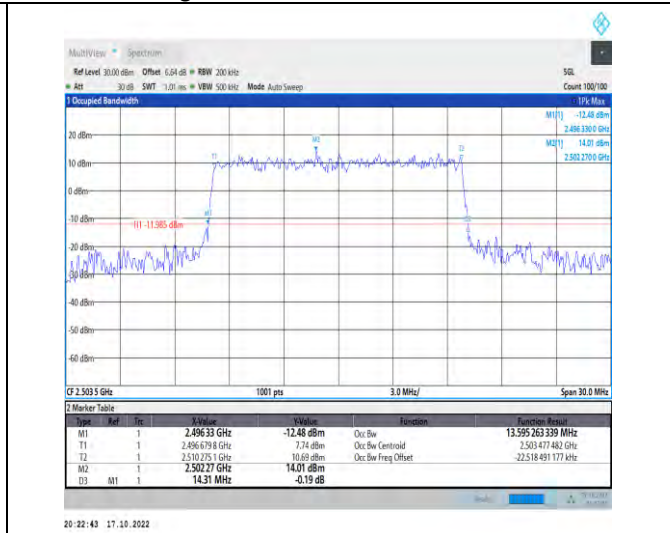 MultiView Spectrum
Ref Level 30.00 dBm Offset 6.64 dB RBW 200 kHz SGL
Att 30 dB SWT 1.01 ms VBW 500 kHz Mode Auto Sweep Count 100/100
1 Occupied Bandwidth 1Pk Max
M1[1] -12.48 dBm
2.496 330 0 GHz
M2[1] 14.01 dBm
2.502 270 0 GHz
20 dBm
M2
T1
T2
10 dBm
0 dBm
M1
-10 dBm
H1 -11.985 dBm
-20 dBm
-30 dBm
-40 dBm
-50 dBm
-60 dBm
CF 2.503 5 GHz 1001 pts 3.0 MHz/ Span 30.0 MHz
2 Marker Table
Type Ref Trc X-Value Y-Value Function Function Result
M1 1 2.496 33 GHz -12.48 dBm Occ Bw 13.595 263 339 MHz
T1 1 2.496 679 8 GHz 7.74 dBm Occ Bw Centroid 2.503 477 482 GHz
T2 1 2.510 275 1 GHz 10.69 dBm Occ Bw Freq Offset -22.518 491 177 kHz
M2 1 2.502 27 GHz 14.01 dBm
D3 M1 1 14.31 MHz -0.19 dB
20:22:43 17.10.2022